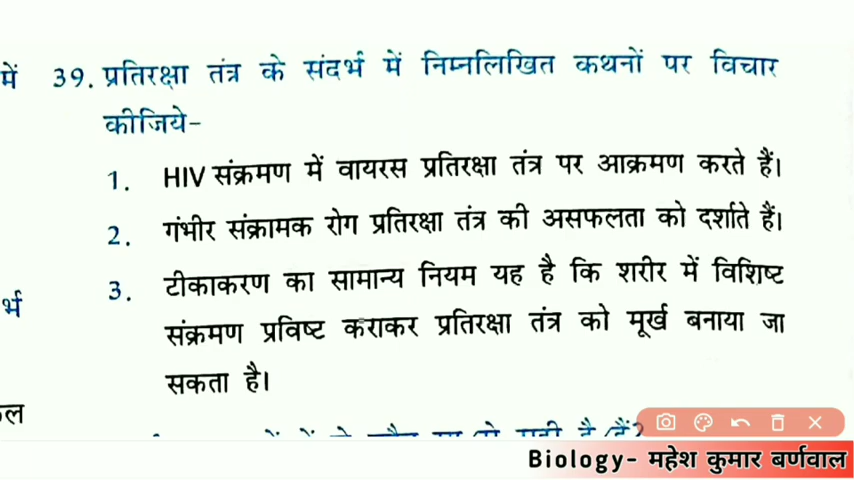 में 39. प्रतिरक्षा तंत्र के संदर्भ में निम्नलिखित कथनों पर विचार
कीजिये-
1. HIV संक्रमण में वायरस प्रतिरक्षा तंत्र पर आक्रमण करते हैं।
2. गंभीर संक्रामक रोग प्रतिरक्षा तंत्र की असफलता को दर्शाते हैं।
3. टीकाकरण का सामान्य नियम यह है कि शरीर में विशिष्ट
र्भ
संक्रमण प्रविष्ट कराकर प्रतिरक्षा तंत्र को मूर्ख बनाया जा
सकता है।
Biology- महेश कुमार बर्णवाल